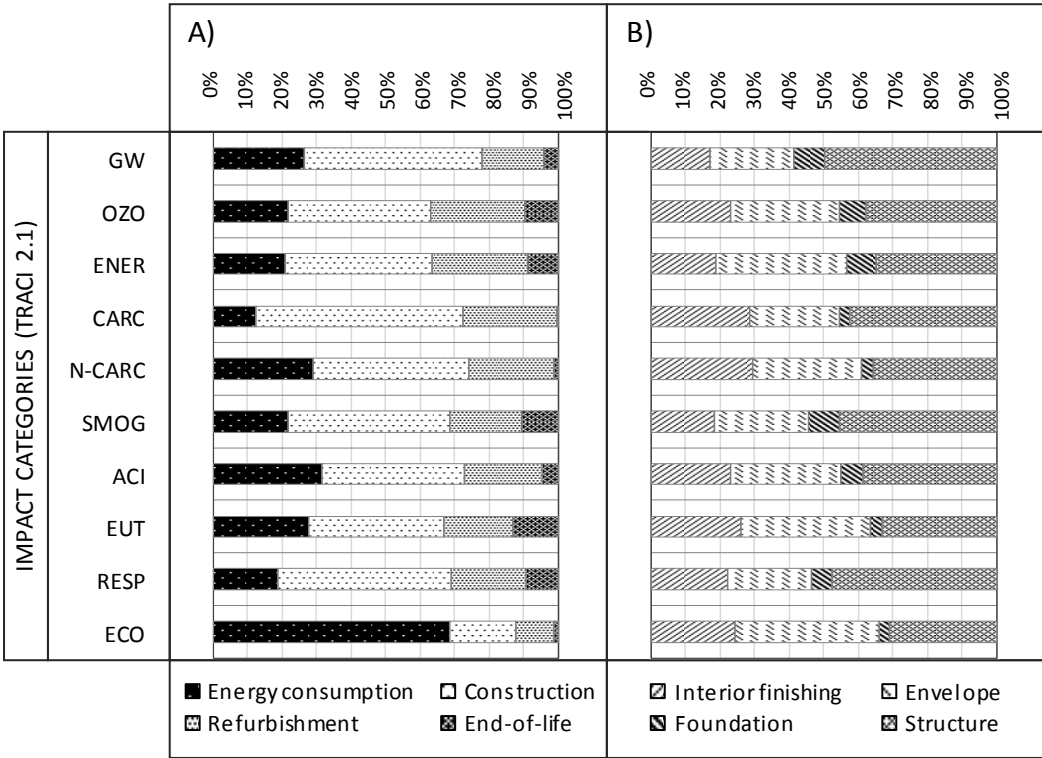 A)
B)
0%
10%
20%
30%
40%
50%
60%
70%
80%
90%
100%
0%
10%
20%
30%
40%
50%
60%
70%
80%
90%
100%
IMPACT CATEGORIES (TRACI 2.1)
GW
OZO
ENER
CARC
N-CARC
SMOG
ACI
EUT
RESP
ECO
Energy consumption
Construction
Refurbishment
End-of-life
Interior finishing
Envelope
Foundation
Structure